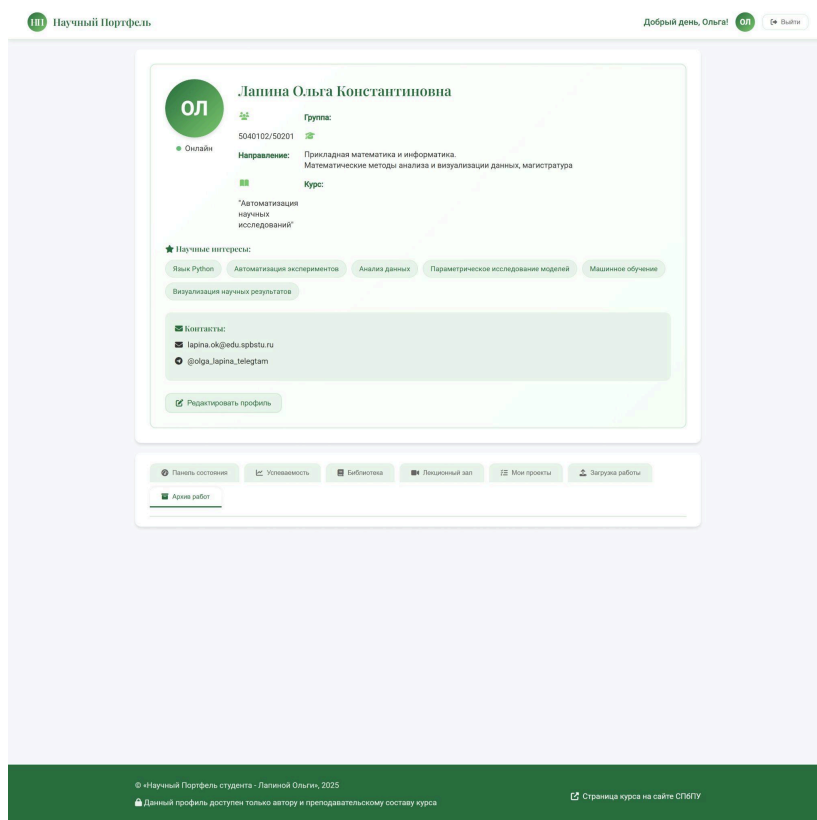 НП Научный Портфель
Добрый день, Ольга! ОЛ Выйти
ОЛ
Онлайн
Лапина Ольга Константиновна
Группа:
5040102/50201
Направление: Прикладная математика и информатика.
Математические методы анализа и визуализации данных, магистратура
Курс:
"Автоматизация
научных
исследований"
Научные интересы:
Язык Python Автоматизация экспериментов Анализ данных Параметрическое исследование моделей Машинное обучение
Визуализация научных результатов
Контакты:
lapina.ok@edu.spbstu.ru
@olga_lapina_telegtam
Редактировать профиль
Панель состояния Успеваемость Библиотека Лекционный зал Мои проекты Загрузка работы
Архив работ
© «Научный Портфель студента - Лапиной Ольги», 2025
Данный профиль доступен только автору и преподавательскому составу курса
Страница курса на сайте СПбПУ